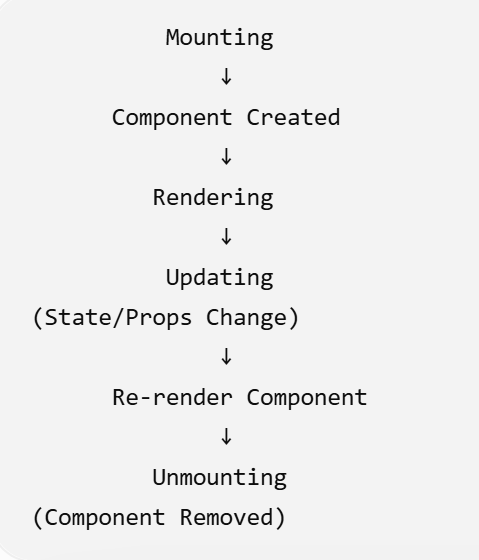 Mounting
↓
Component Created
↓
Rendering
↓
Updating
(State/Props Change)
↓
Re-render Component
↓
Unmounting
(Component Removed)